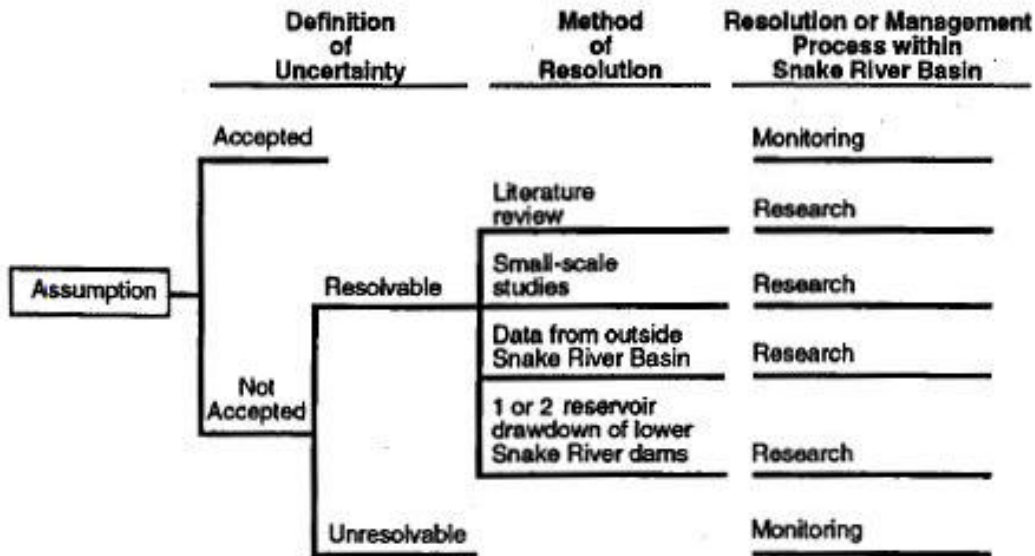 Definition
of
Uncertainty
Method
of
Resolution
Resolution or Management
Process within
Snake River Basin
Accepted
Monitoring
Literature
review
Research
Assumption
Resolvable
Small-scale
studies
Research
Data from outside
Snake River Basin
Research
Not
Accepted
1 or 2 reservoir
drawdown of lower
Snake River dams
Research
Unresolvable
Monitoring